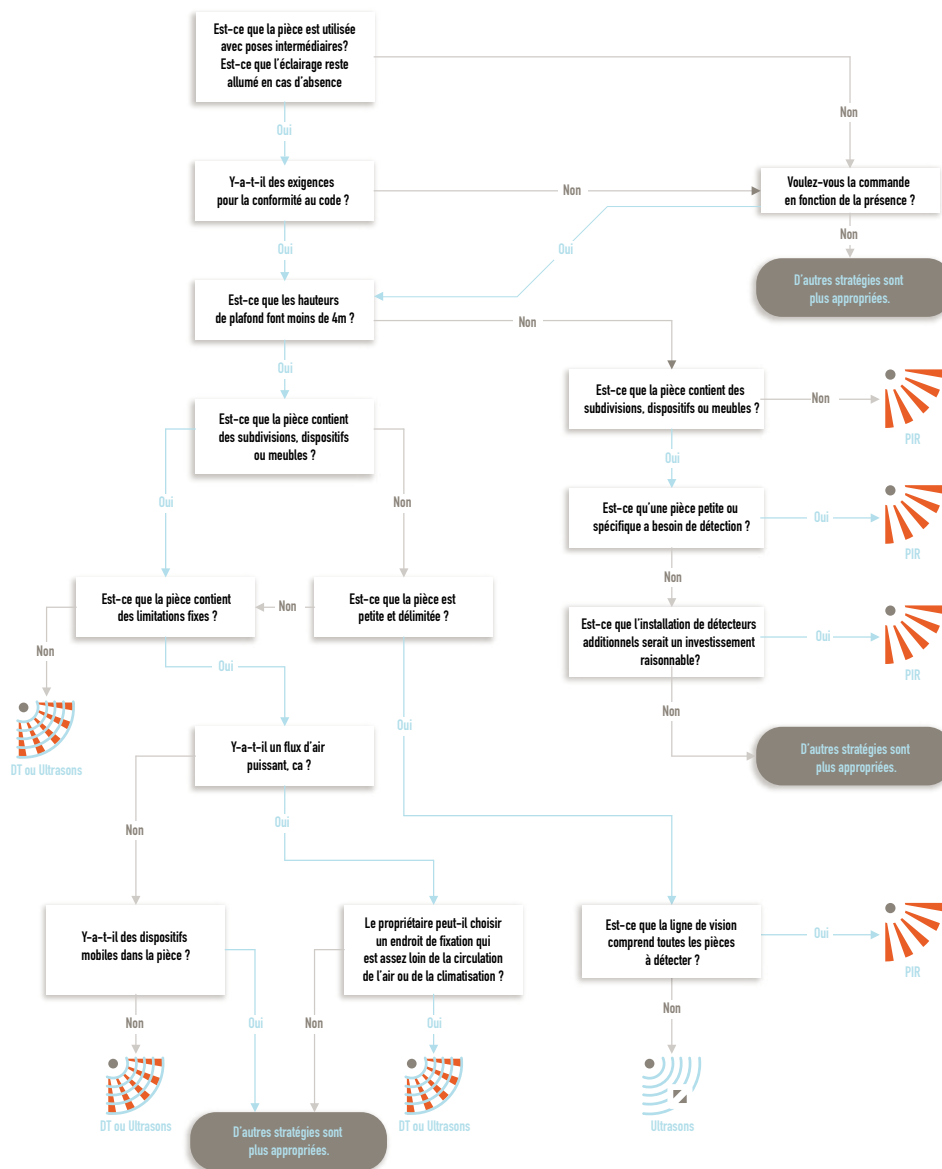 Est-ce que la pièce est utilisée
avec poses intermédiaires?
Est-ce que l'éclairage reste
allumé en cas d'absence
Non
Oui
Y-a-t-il des exigences
pour la conformité au code ?
Non
Voulez-vous la commande
en fonction de la présence ?
Oui
Oui
Non
D'autres stratégies sont
plus appropriées.
Est-ce que les hauteurs
de plafond font moins de 4m ?
Non
Oui
Est-ce que la pièce contient des
subdivisions, dispositifs ou meubles ?
Non
PIR
Est-ce que la pièce contient
des subdivisions, dispositifs
ou meubles ?
Oui
Oui
Non
Est-ce qu'une pièce petite ou
spécifique a besoin de détection ?
Oui
PIR
Non
Est-ce que la pièce contient
des limitations fixes ?
Non
Est-ce que la pièce est
petite et délimitée ?
Est-ce que l'installation de détecteurs
additionnels serait un investissement
raisonnable?
Oui
PIR
Non
Oui
Non
Oui
DT ou Ultrasons
Y-a-t-il un flux d'air
puissant, ca ?
D'autres stratégies sont
plus appropriées.
Non
Oui
Y-a-t-il des dispositifs
mobiles dans la pièce ?
Le propriétaire peut-il choisir
un endroit de fixation qui
est assez loin de la circulation
de l'air ou de la climatisation ?
Est-ce que la ligne de vision
comprend toutes les pièces
à détecter ?
Oui
PIR
Non
Oui
Non
Oui
Non
DT ou Ultrasons
D'autres stratégies sont
plus appropriées.
DT ou Ultrasons
Ultrasons